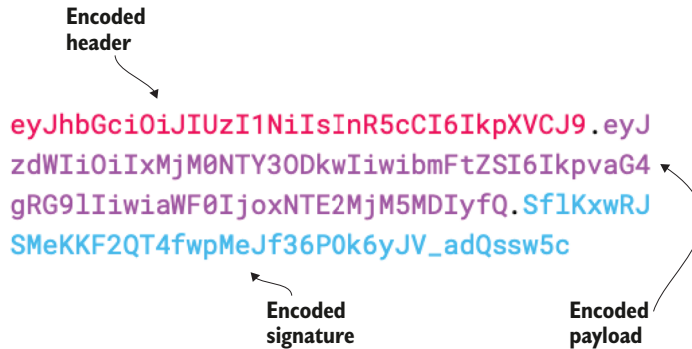 Encoded
header
eyJhbGciOiJIUzI1NiIsInR5cCI6IkpXVCJ9.eyJ
zdWIiOiIxMjM0NTY3ODkwIiwibmFtZSI6IkpvaG4
gRG9lIiwiaWF0IjoxNTE2MjM5MDIyfQ.SflKxwRJ
SMeKKF2QT4fwpMeJf36POk6yJV_adQssw5c
Encoded
signature
Encoded
payload